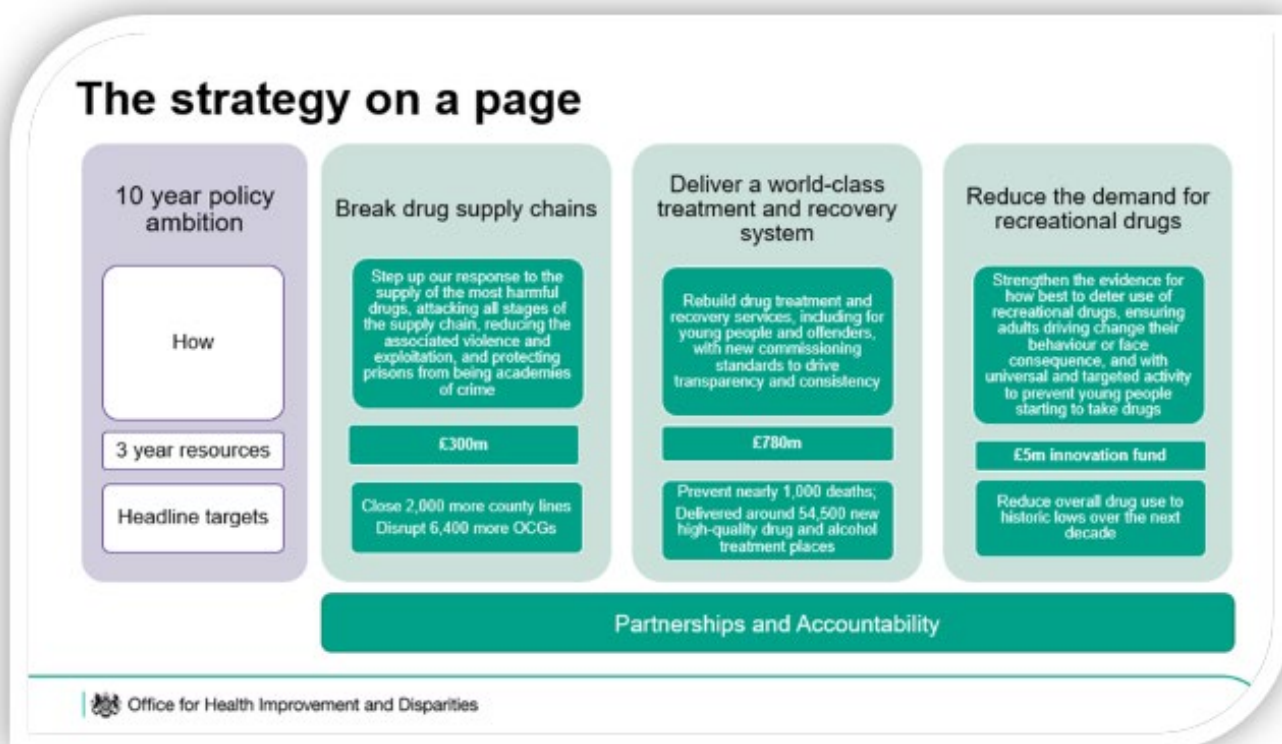 The strategy on a page
10 year policy
ambition
How
3 year resources
Headline targets
Break drug supply chains
Step up our response to the
supply of the most harmful
drugs, attacking all stages of
the supply chain, reducing the
associated violence and
exploitation, and protecting
prisons from being academies
of crime
£300m
Close 2,000 more county lines
Disrupt 6,400 more OCGs
Deliver a world-class
treatment and recovery
system
Rebuild drug treatment and
recovery services, including for
young people and offenders,
with new commissioning
standards to drive
transparency and consistency
£780m
Prevent nearly 1,000 deaths;
Delivered around 54,500 new
high-quality drug and alcohol
treatment places
Reduce the demand for
recreational drugs
Strengthen the evidence for
how best to deter use of
recreational drugs, ensuring
adults driving change their
behaviour or face
consequence, and with
universal and targeted activity
to prevent young people
starting to take drugs
£5m innovation fund
Reduce overall drug use to
historic lows over the next
decade
Partnerships and Accountability
Office for Health Improvement and Disparities